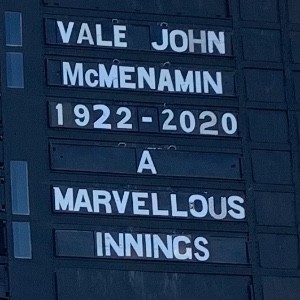 VALE JOHN
McMENAMIN
1922-2020
A
MARVELLOUS
INNINGS